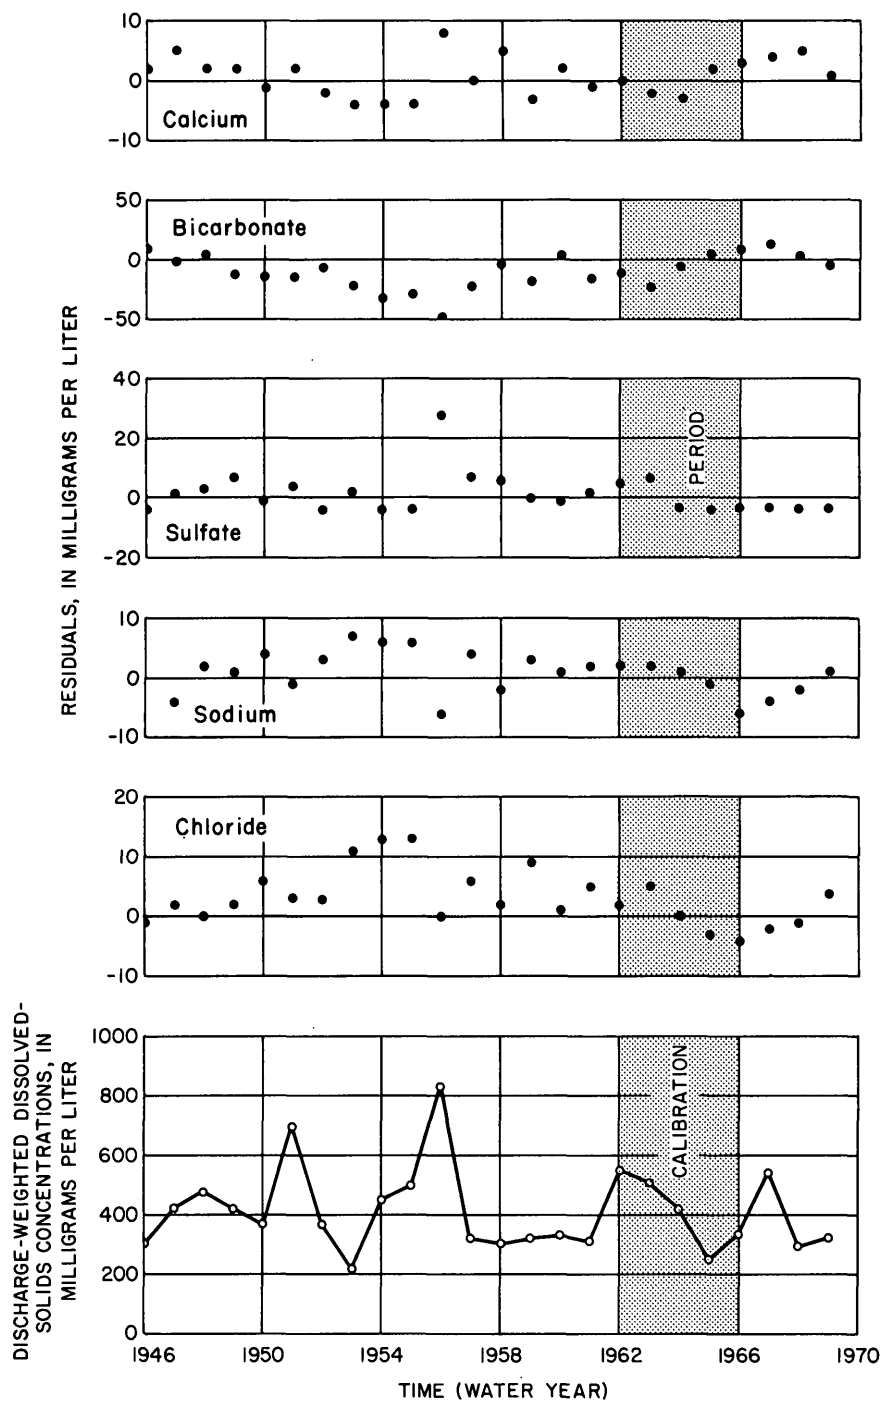 RESIDUALS, IN MILLIGRAMS PER LITER
10
0
-10
Calcium
50
0
-50
Bicarbonate
40
20
0
-20
Sulfate
PERIOD
10
0
-10
Sodium
20
10
0
-10
Chloride
DISCHARGE-WEIGHTED DISSOLVED-
SOLIDS CONCENTRATIONS, IN
MILLIGRAMS PER LITER
1000
800
600
400
200
0
CALIBRATION
1946 1950 1954 1958 1962 1966 1970
TIME (WATER YEAR)